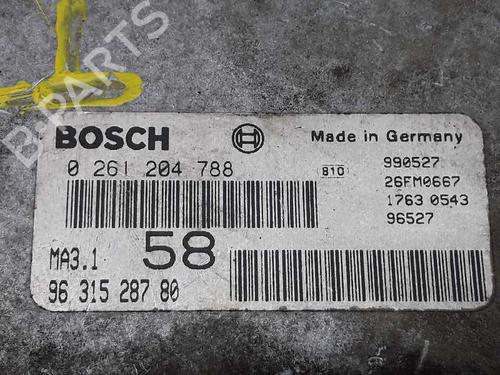 B-PARTS
BOSCH
Made in Germany
0 261 204 788
810
990527
26FM0667
1763 0543
96527
MA3.1
58
96 315 287 80